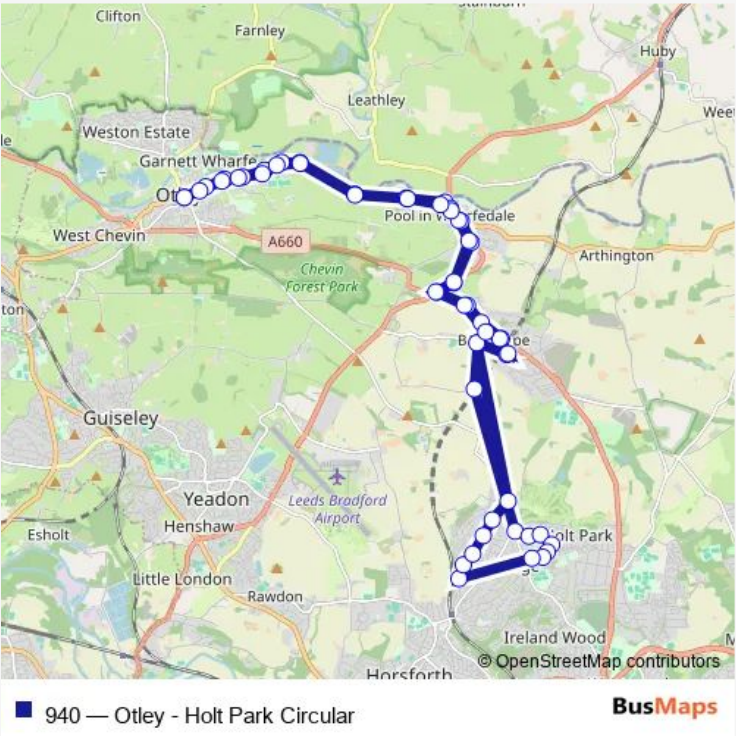 Clifton
Farnley
Huby
Leathley
Weston Estate
Garnett Wharfe
West Chevin
Pool in
rfedale
A660
Arthington
Chevin
Forest Park
Guiseley
Yeadon
Leeds Bradford
Airport
Henshaw
Esholt
Holt Park
Little London
Rawdon
Ireland Wood
© OpenStreetMap contributors
Horsforth
940 — Otley - Holt Park Circular
BusMaps